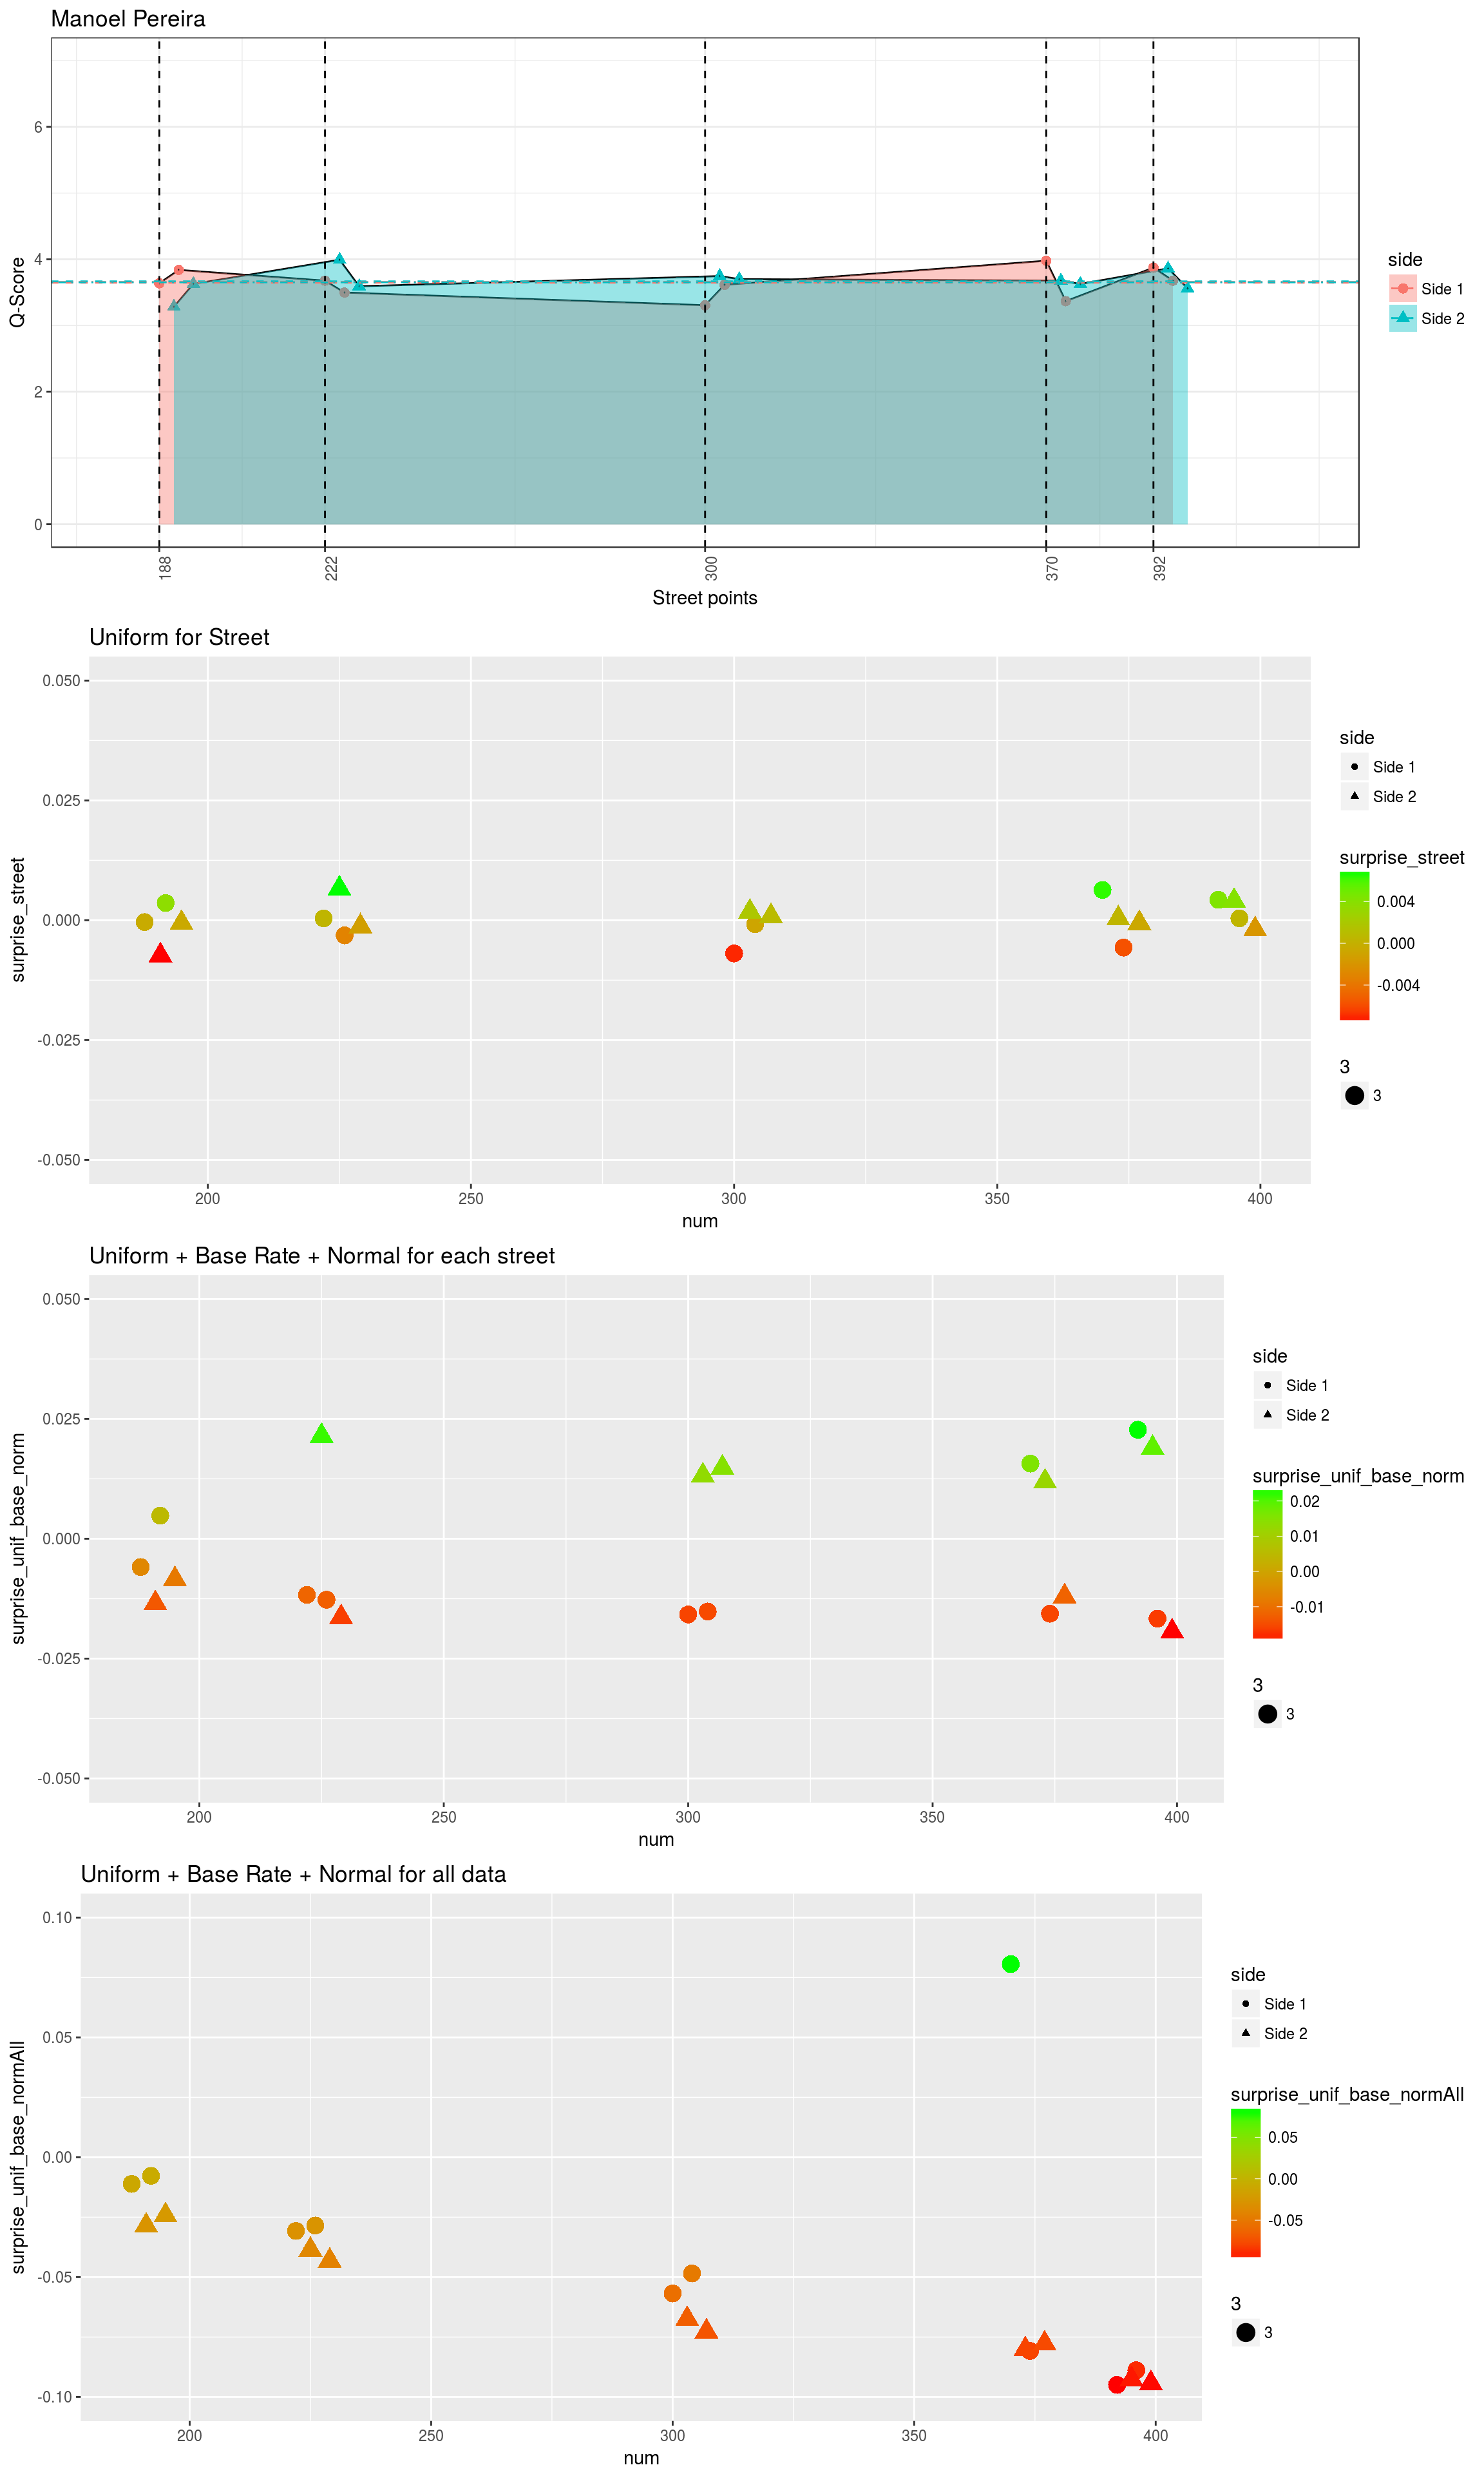 Manoel Pereira
6
4
2
0
Q-Score
188
222
300
370
392
Street points
side
Side 1
Side 2
Uniform for Street
0.050
0.025
0.000
-0.025
-0.050
surprise_street
200
250
300
350
400
num
side
Side 1
Side 2
surprise_street
0.004
0.000
-0.004
3
3
Uniform + Base Rate + Normal for each street
0.050
0.025
0.000
-0.025
-0.050
surprise_unif_base_norm
200
250
300
350
400
num
side
Side 1
Side 2
surprise_unif_base_norm
0.02
0.01
0.00
-0.01
3
3
Uniform + Base Rate + Normal for all data
0.10
0.05
0.00
-0.05
-0.10
surprise_unif_base_normAll
200
250
300
350
400
num
side
Side 1
Side 2
surprise_unif_base_normAll
0.05
0.00
-0.05
3
3